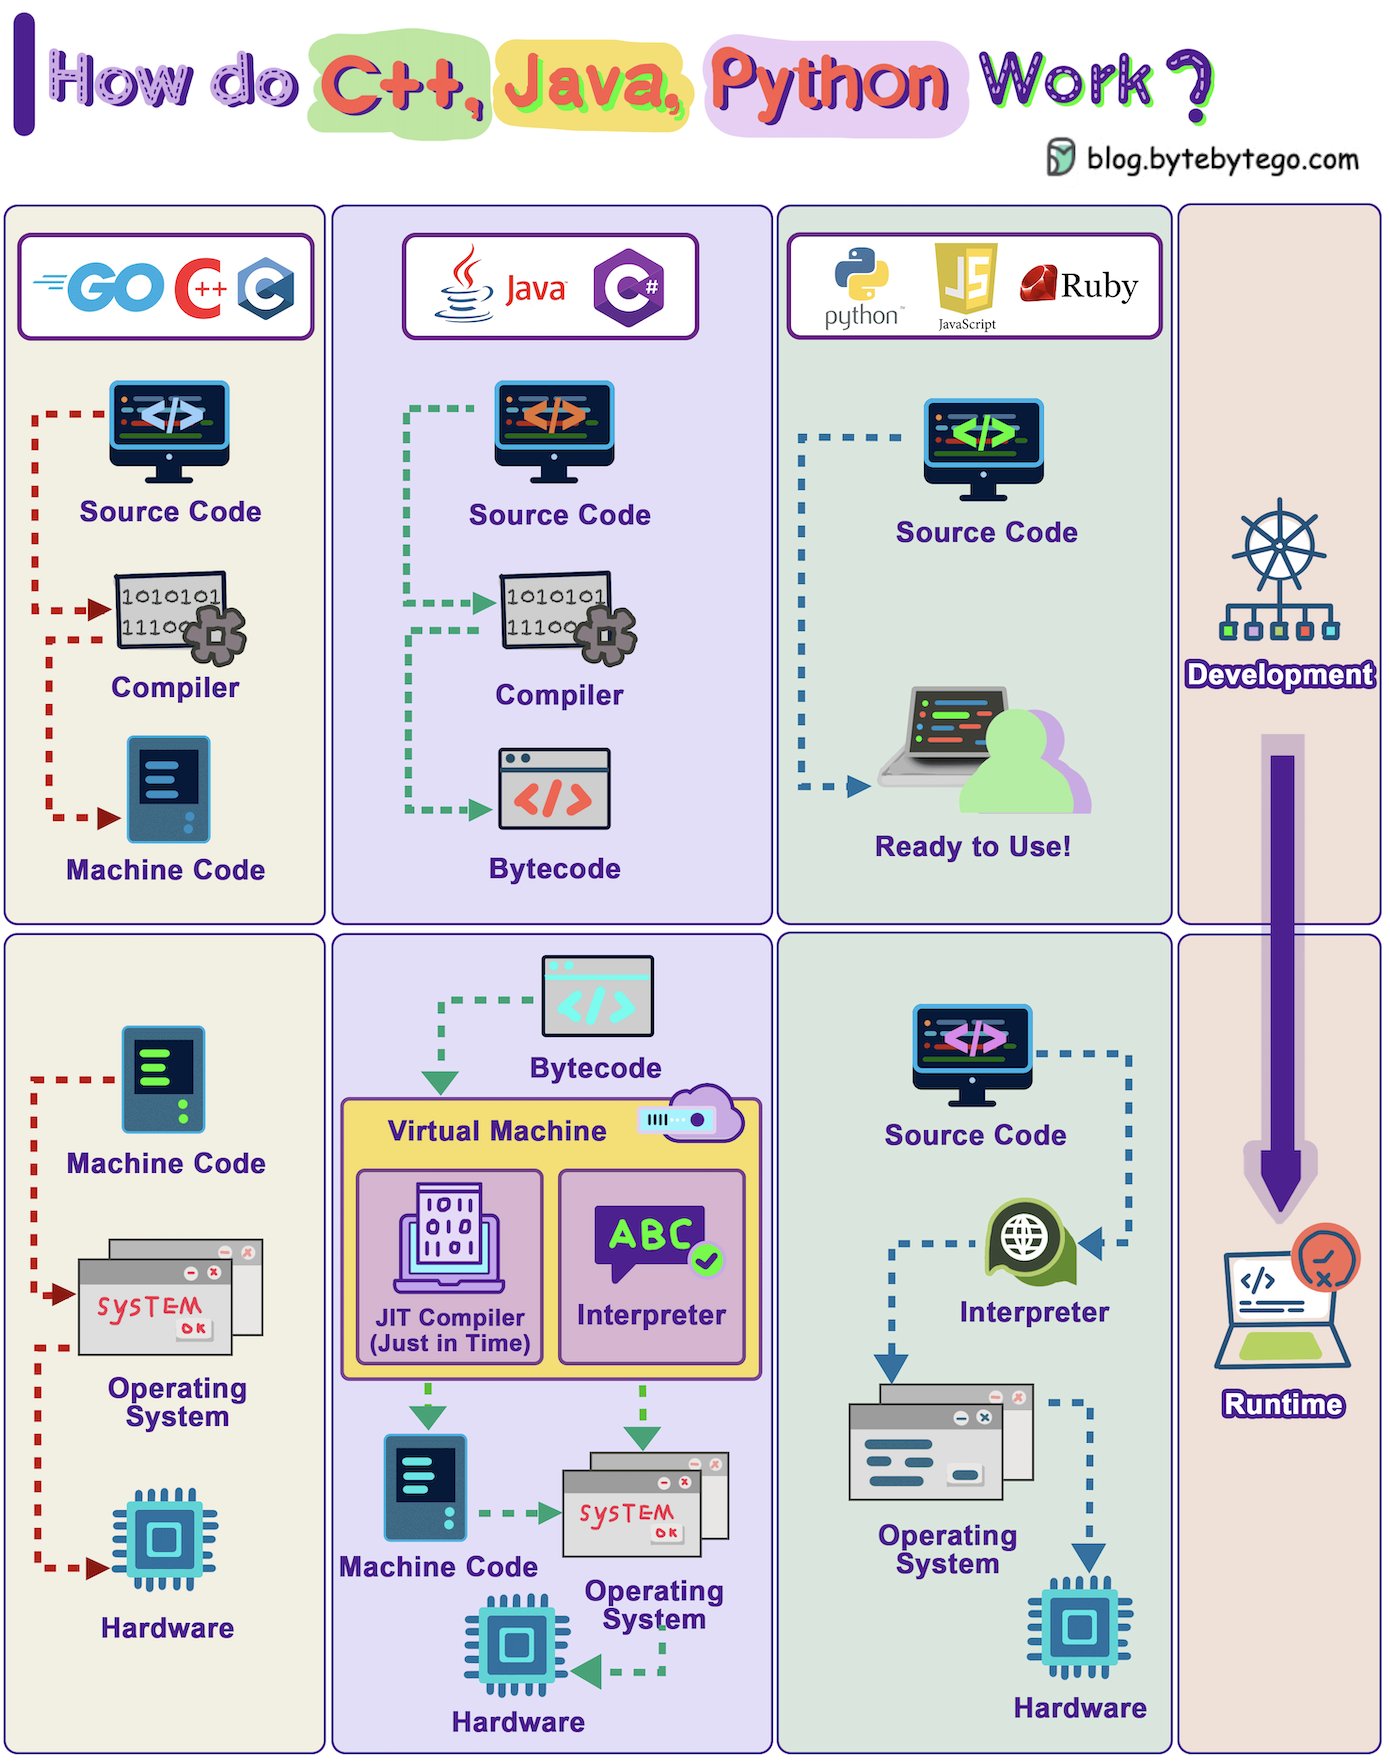 How do C++, Java, Python Work?
blog.bytebytego.com
GO C++ C
Java C#
python™ JS JavaScript Ruby
Source Code
1010101
11100
Compiler
Machine Code
Source Code
1010101
11100
Compiler
Bytecode
Source Code
Ready to Use!
Development
Machine Code
SYSTEM
OK
Operating
System
Hardware
Bytecode
Virtual Machine
1011
010
JIT Compiler
(Just in Time)
ABC
Interpreter
Machine Code
SYSTEM
OK
Operating
System
Hardware
Source Code
Interpreter
Operating
System
Hardware
Runtime